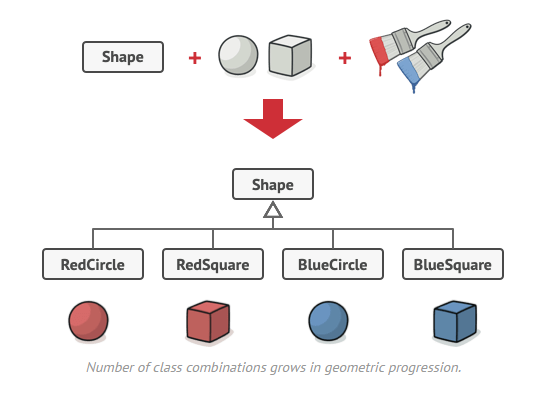 Shape + +
Shape
RedCircle RedSquare BlueCircle BlueSquare
Number of class combinations grows in geometric progression.